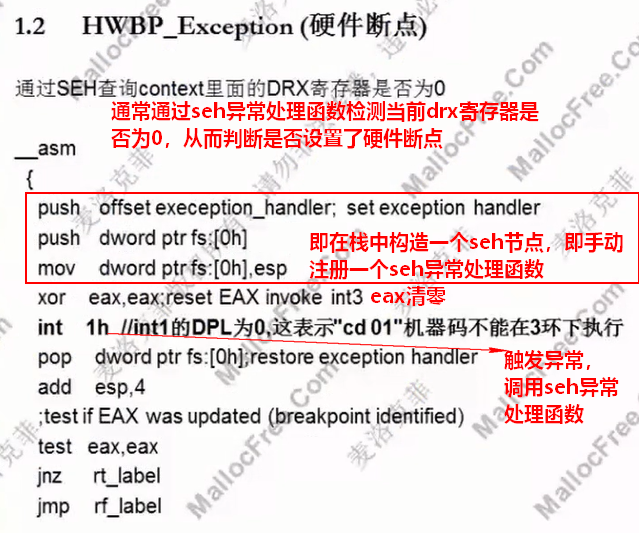 1.2 HWBP_Exception (硬件断点)
通过SEH查询context里面的DRX寄存器是否为0
通常通过seh异常处理函数检测当前drx寄存器是
否为0，从而判断是否设置了硬件断点
__asm
{
push offset exeception_handler; set exception handler
push dword ptr fs:[0h]
mov dword ptr fs:[0h],esp
即在栈中构造一个seh节点，即手动
注册一个seh异常处理函数
xor eax,eax;reset EAX invoke int3
eax清零
int 1h //int1的DPL为0,这表示"cd 01"机器码不能在3环下执行
pop dword ptr fs:[0h];restore exception handler
触发异常，
调用seh异常
处理函数
add esp,4
;test if EAX was updated (breakpoint identified)
test eax,eax
jnz rt_label
jmp rf_label
MallocFree.Com
麦洛克菲